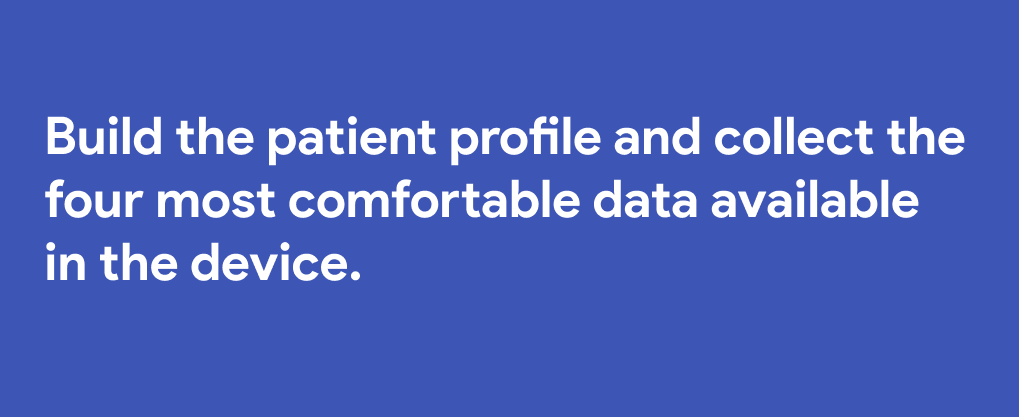 Build the patient profile and collect the
four most comfortable data available
in the device.